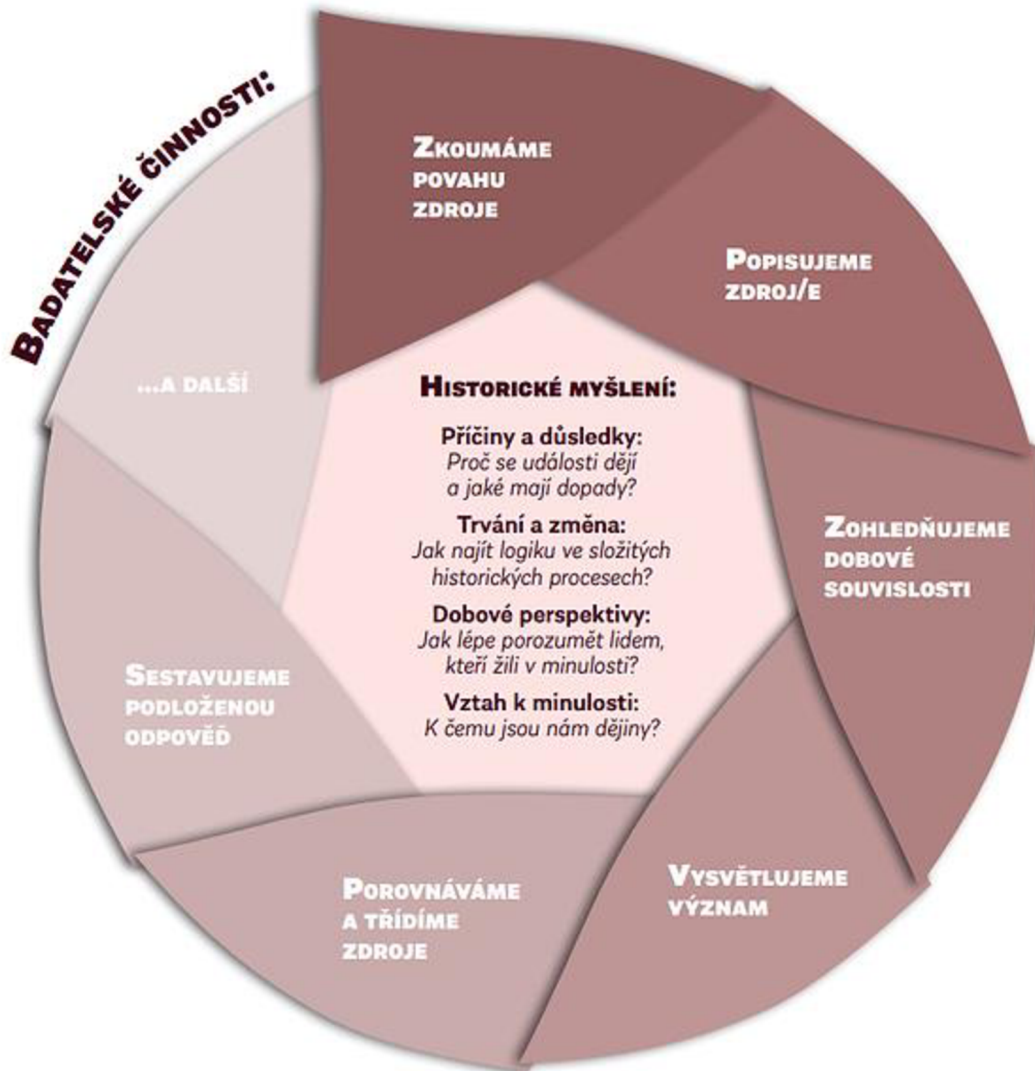 BADATELSKÉ ČINNOSTI:
ZKOUMÁME
POVAHU
ZDROJE
POPISUJEME
ZDROJ/E
ZOHLEDŇUJEME
DOBOVÉ
SOUVISLOSTI
VYSVĚTLUJEME
VÝZNAM
POROVNÁVÁME
A TŘÍDÍME
ZDROJE
SESTAVUJEME
PODLOŽENOU
ODPOVĚĎ
...A DALŠÍ
HISTORICKÉ MYŠLENÍ:
Příčiny a důsledky:
Proč se události dějí
a jaké mají dopady?
Trvání a změna:
Jak najít logiku ve složitých
historických procesech?
Dobové perspektivy:
Jak lépe porozumět lidem,
kteří žili v minulosti?
Vztah k minulosti:
K čemu jsou nám dějiny?